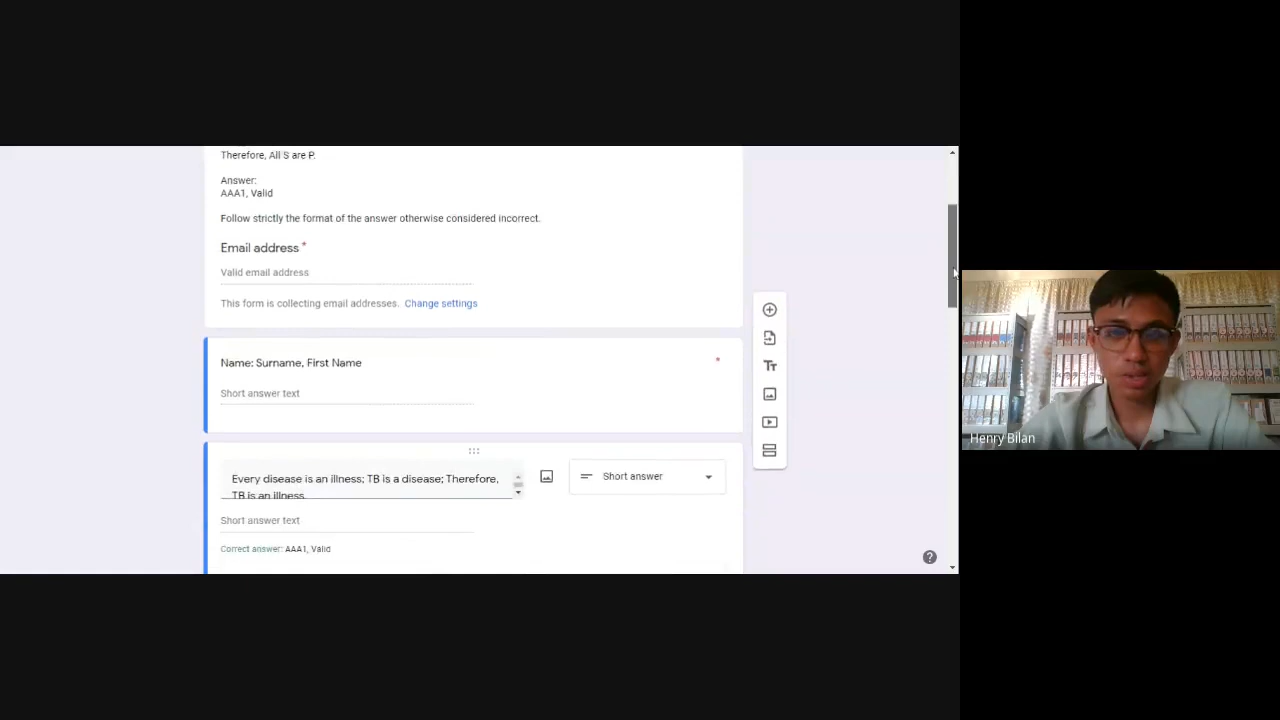 Therefore, All S are P.
Answer:
AAA1, Valid
Follow strictly the format of the answer otherwise considered incorrect.
Email address *
Valid email address
This form is collecting email addresses. Change settings
Name: Surname, First Name *
Short answer text
Every disease is an illness; TB is a disease; Therefore,
TB is an illness.
Short answer
Short answer text
Correct answer: AAA1, Valid
Tт
Henry Bilan